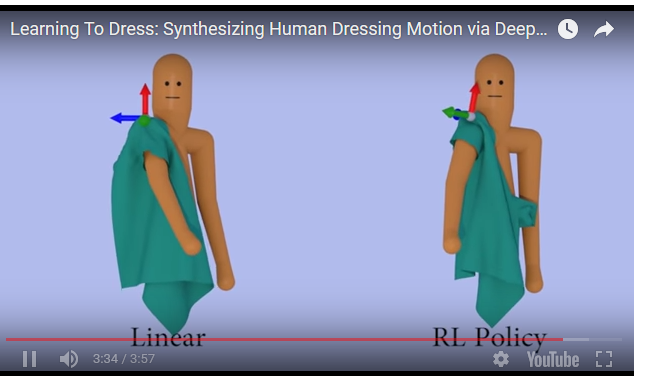 Learning To Dress: Synthesizing Human Dressing Motion via Deep...
Linear
RL Policy
3:34 / 3:57
YouTube